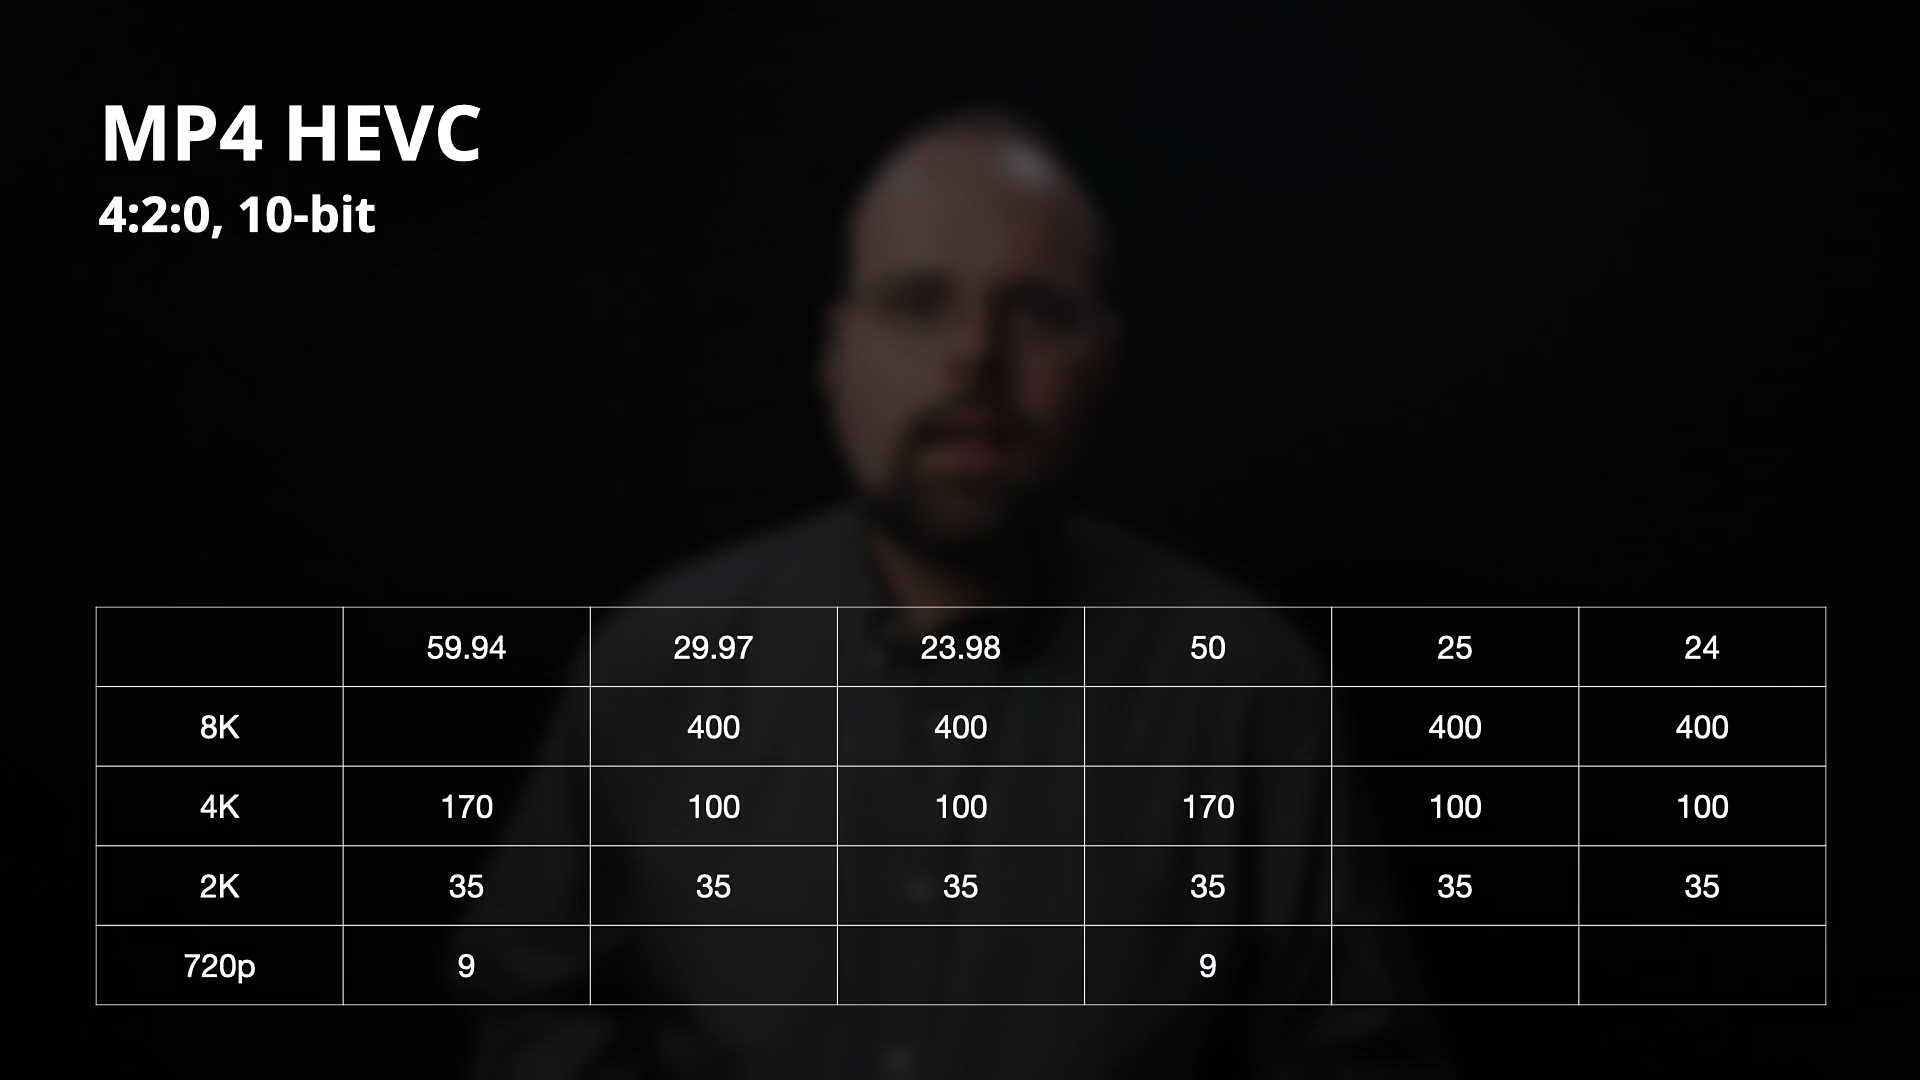 MP4 HEVC
4:2:0, 10-bit
59.94 29.97 23.98 50 25 24
8K 400 400 400 400
4K 170 100 100 170 100 100
2K 35 35 35 35 35 35
720p 9 9